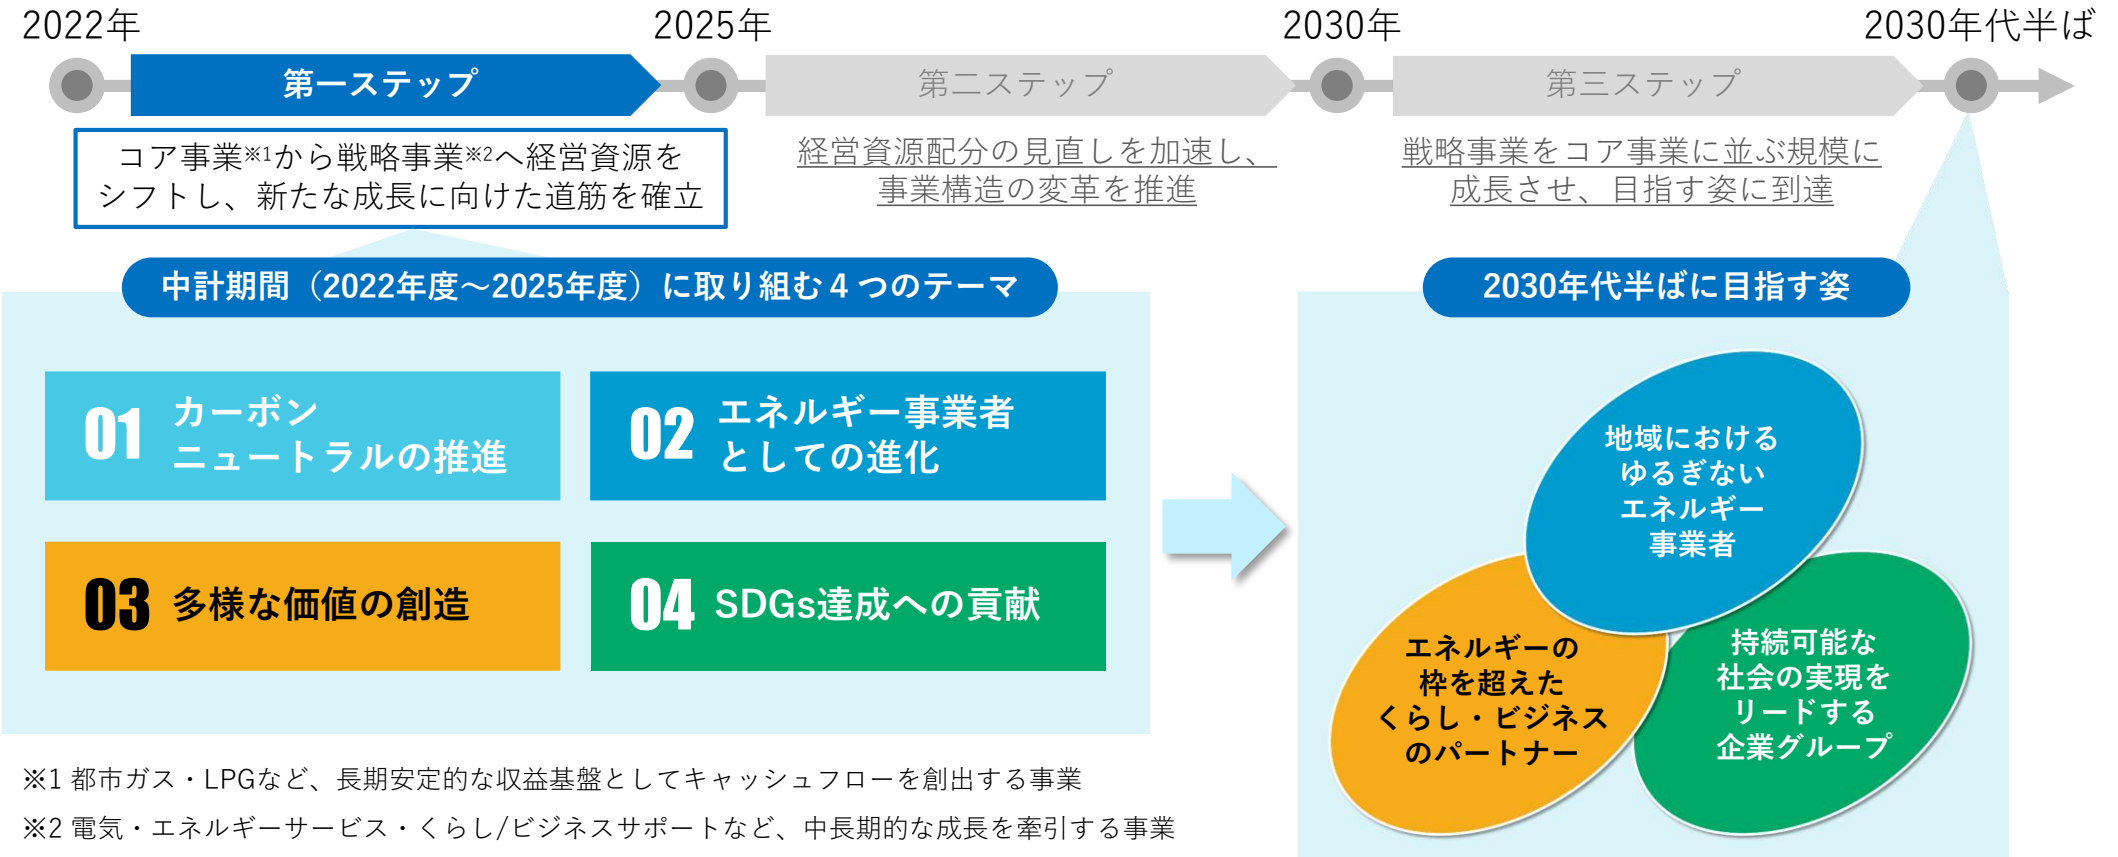 2022年
2025年
2030年
2030年代半ば
第一ステップ
第二ステップ
第三ステップ
コア事業※1から戦略事業※2へ経営資源を
シフトし、新たな成長に向けた道筋を確立
経営資源配分の見直しを加速し、
事業構造の変革を推進
戦略事業をコア事業に並ぶ規模に
成長させ、目指す姿に到達
中計期間（2022年度～2025年度）に取り組む４つのテーマ
01 カーボン
ニュートラルの推進
02 エネルギー事業者
としての進化
03 多様な価値の創造
04 SDGs達成への貢献
2030年代半ばに目指す姿
地域における
ゆるぎない
エネルギー
事業者
エネルギーの
枠を超えた
くらし・ビジネス
のパートナー
持続可能な
社会の実現を
リードする
企業グループ
※1 都市ガス・LPGなど、長期安定的な収益基盤としてキャッシュフローを創出する事業
※2 電気・エネルギーサービス・くらし/ビジネスサポートなど、中長期的な成長を牽引する事業